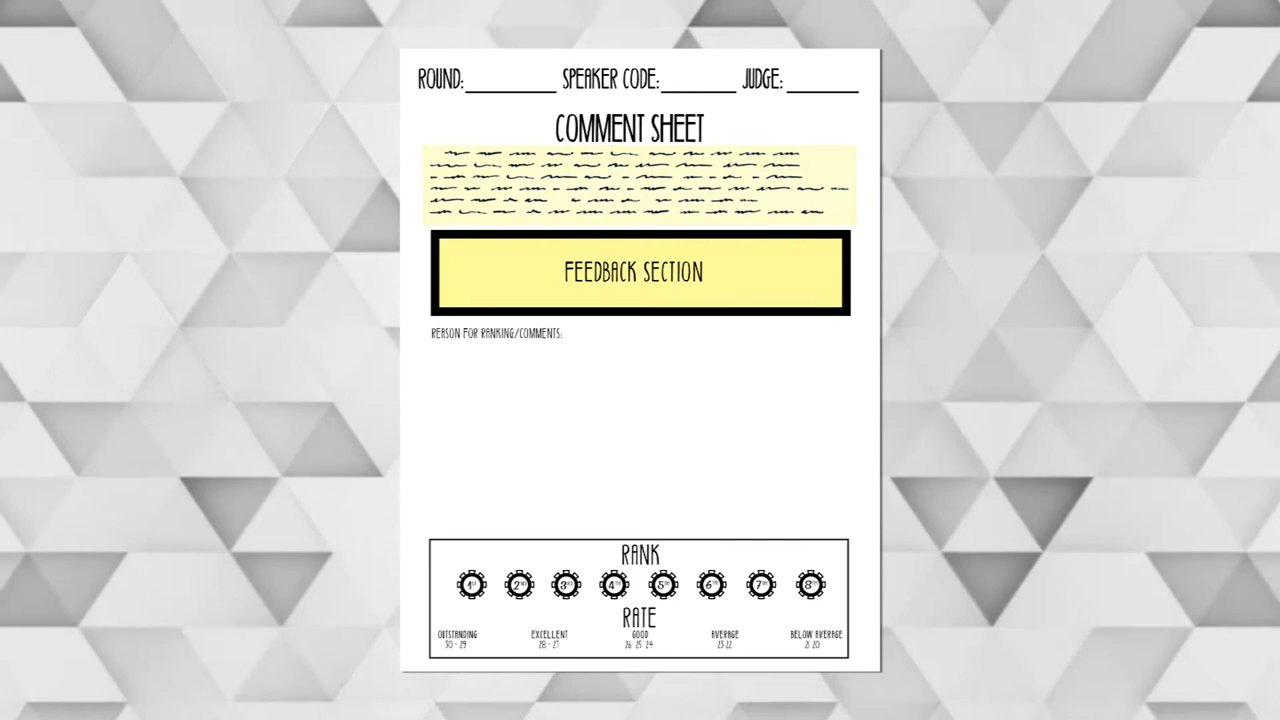 ROUND: SPEAKER CODE: JUDGE:
COMMENT SHEET
FEEDBACK SECTION
REASON FOR RANKING/COMMENTS:
RANK
1ST 2ND 3RD 4TH 5TH 6TH 7TH 8TH
RATE
OUTSTANDING EXCELLENT GOOD AVERAGE BELOW AVERAGE
30 - 29 28 - 27 26 25 24 23 22 21 20